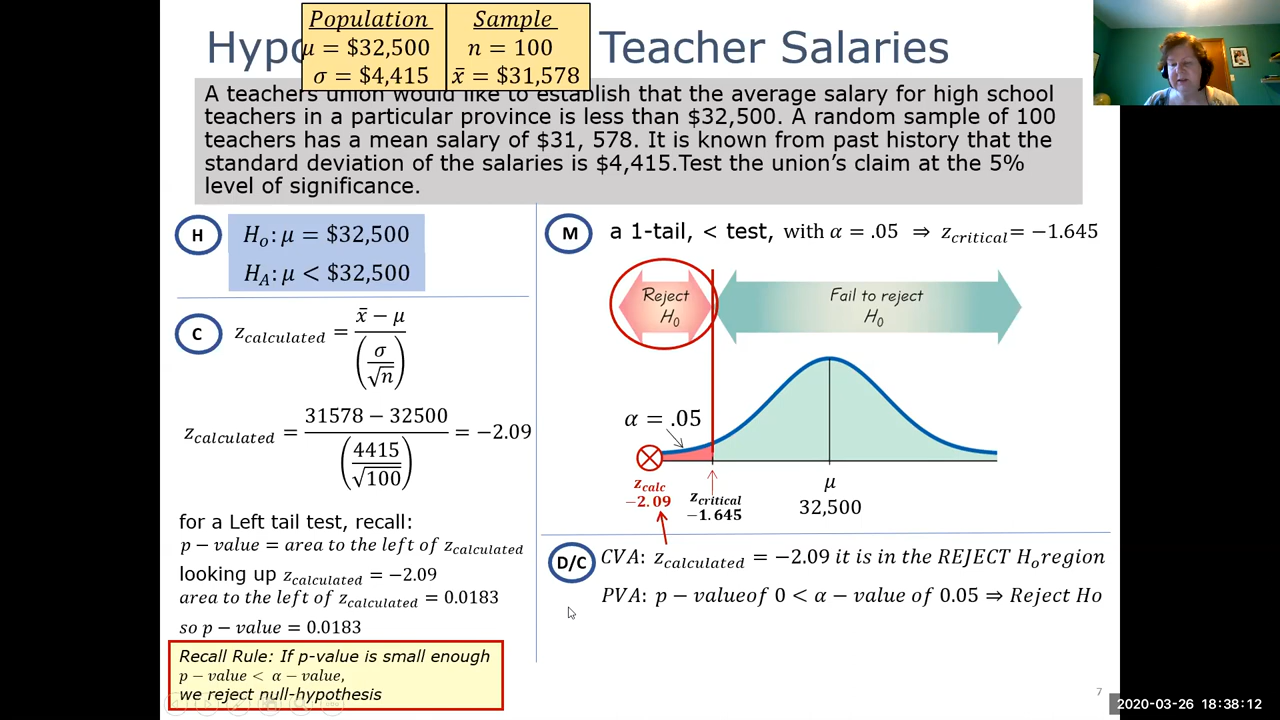 Hypo Teacher Salaries
Population
μ = $32,500
σ = $4,415
Sample
n = 100
x̄ = $31,578
A teachers union would like to establish that the average salary for high school
teachers in a particular province is less than $32,500. A random sample of 100
teachers has a mean salary of $31, 578. It is known from past history that the
standard deviation of the salaries is $4,415.Test the union's claim at the 5%
level of significance.
H
H₀: μ = $32,500
H_A: μ < $32,500
C
z_calculated = (x̄ − μ) / (σ/√n)
z_calculated = (31578 − 32500) / (4415/√100) = −2.09
for a Left tail test, recall:
p − value = area to the left of z_calculated
looking up z_calculated = −2.09
area to the left of z_calculated = 0.0183
so p − value = 0.0183
Recall Rule: If p-value is small enough
p − value < α − value,
we reject null-hypothesis
M
a 1-tail, < test, with α = .05 ⇒ z_critical = −1.645
Reject
H₀
Fail to reject
H₀
α = .05
z_calc
−2.09
z_critical
−1.645
μ
32,500
D/C
CVA: z_calculated = −2.09 it is in the REJECT H₀region
PVA: p − valueof 0 < α − value of 0.05 ⇒ Reject Ho
7
2020-03-26 18:38:12